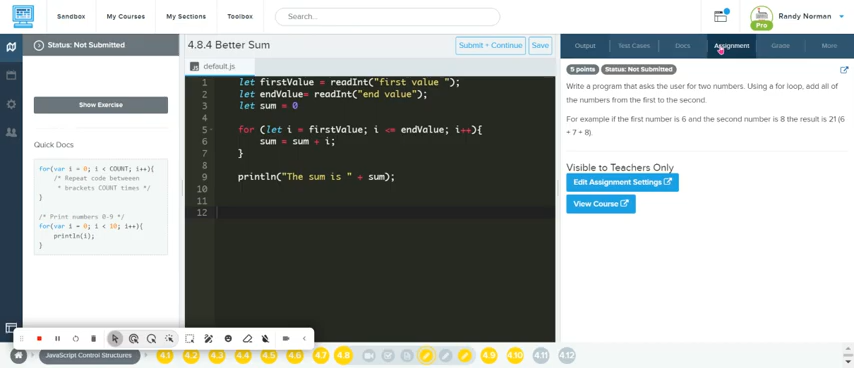 Sandbox
My Courses
My Sections
Toolbox
Search...
Pro
Randy Norman
Status: Not Submitted
Show Exercise
Quick Docs
for(var i = 0; i < COUNT; i++){
/* Repeat code between
* brackets COUNT times */
}
/* Print numbers 0-9 */
for(var i = 0; i < 10; i++){
println(i);
}
4.8.4 Better Sum
Submit + Continue
Save
default.js
1 let firstValue = readInt("first value ");
2 let endValue= readInt("end value");
3 let sum = 0
4
5 for (let i = firstValue; i <= endValue; i++){
6 sum = sum + i;
7 }
8
9 println("The sum is " + sum);
10
11
12
Output
Test Cases
Docs
Assignment
Grade
More
5 points
Status: Not Submitted
Write a program that asks the user for two numbers. Using a for loop, add all of
the numbers from the first to the second.
For example if the first number is 6 and the second number is 8 the result is 21 (6
+ 7 + 8).
Visible to Teachers Only
Edit Assignment Settings
View Course
JavaScript Control Structures
4.1
4.2
4.3
4.4
4.5
4.6
4.7
4.8
4.9
4.10
4.11
4.12